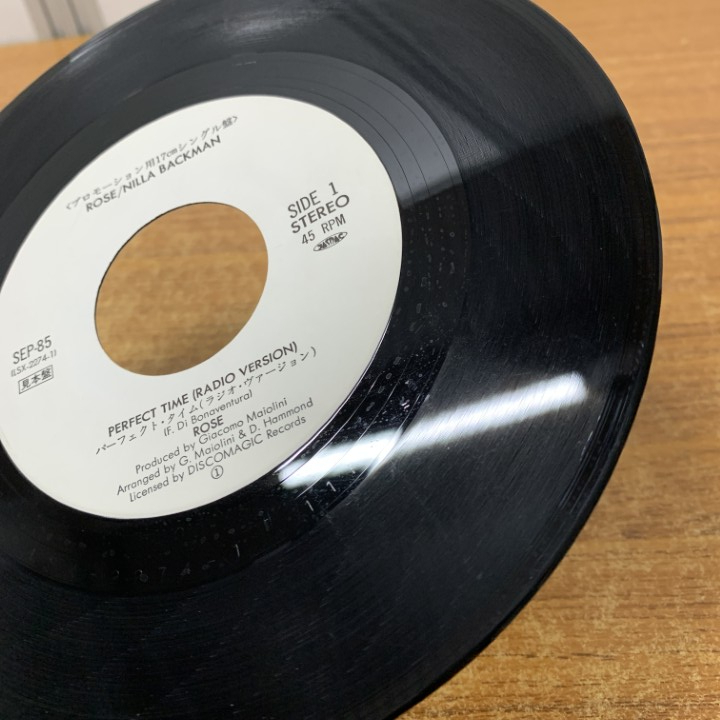 <プロモーション用17cmシングル盤>
ROSE/NILLA BACKMAN
SIDE 1
STEREO
45 RPM
SEP-85
(LSX-2274-1)
見本盤
PERFECT TIME (RADIO VERSION)
パーフェクト・タイム(ラジオ・ヴァージョン)
(F. Di Bonaventura)
ROSE
Produced by Giacomo Maiolini
Arranged by G. Maiolini & D. Hammond
Licensed by DISCOMAGIC Records
①